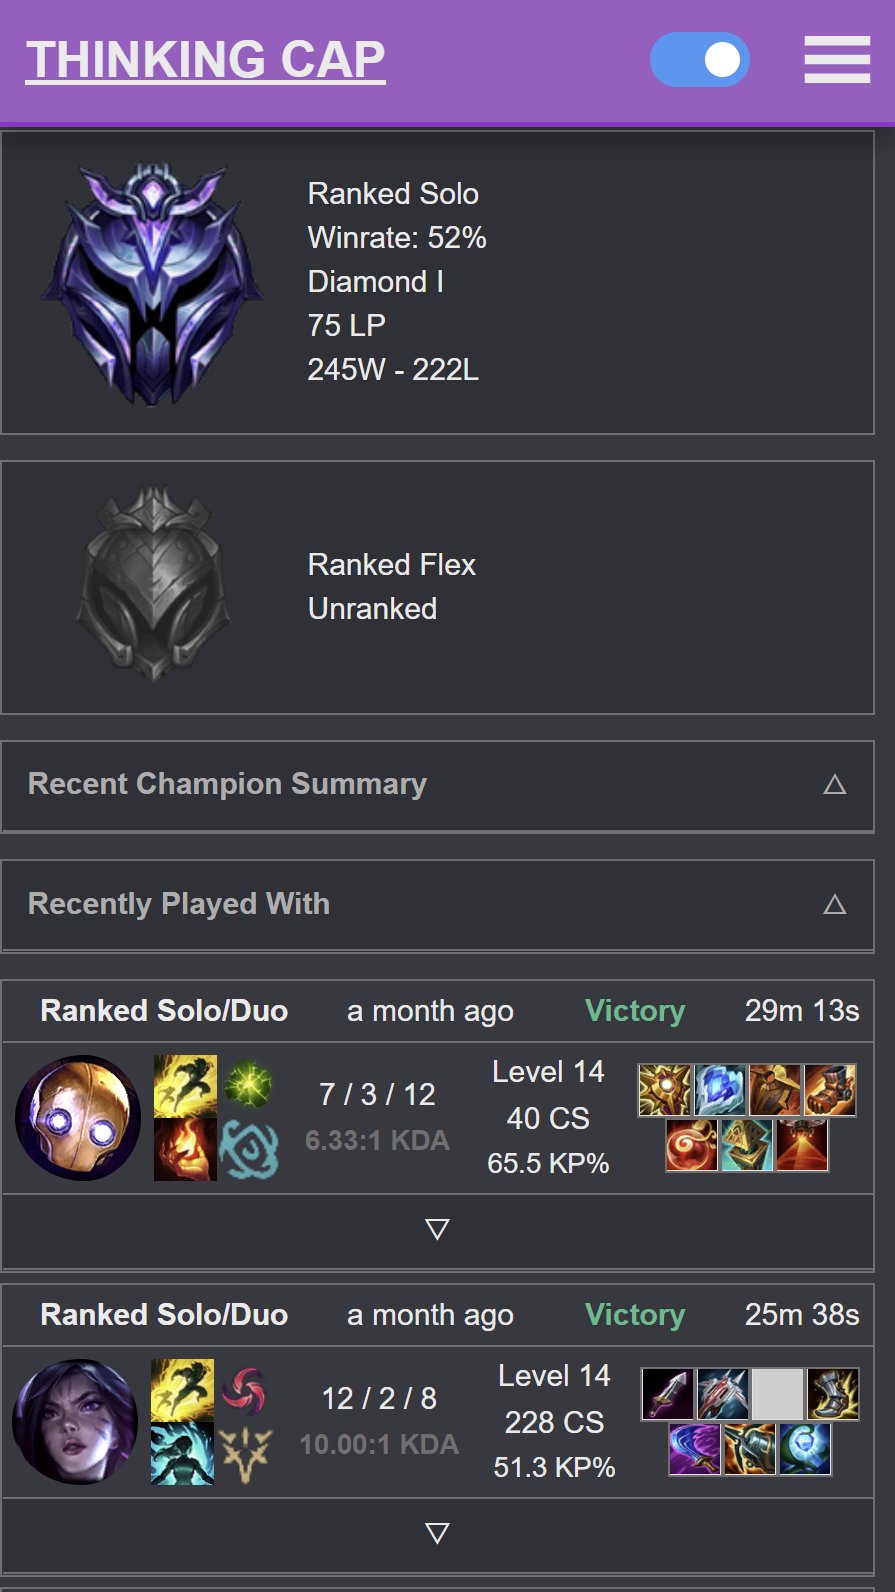 THINKING CAP
Ranked Solo
Winrate: 52%
Diamond I
75 LP
245W - 222L
Ranked Flex
Unranked
Recent Champion Summary
Recently Played With
Ranked Solo/Duo a month ago Victory 29m 13s
7 / 3 / 12
6.33:1 KDA
Level 14
40 CS
65.5 KP%
Ranked Solo/Duo a month ago Victory 25m 38s
12 / 2 / 8
10.00:1 KDA
Level 14
228 CS
51.3 KP%